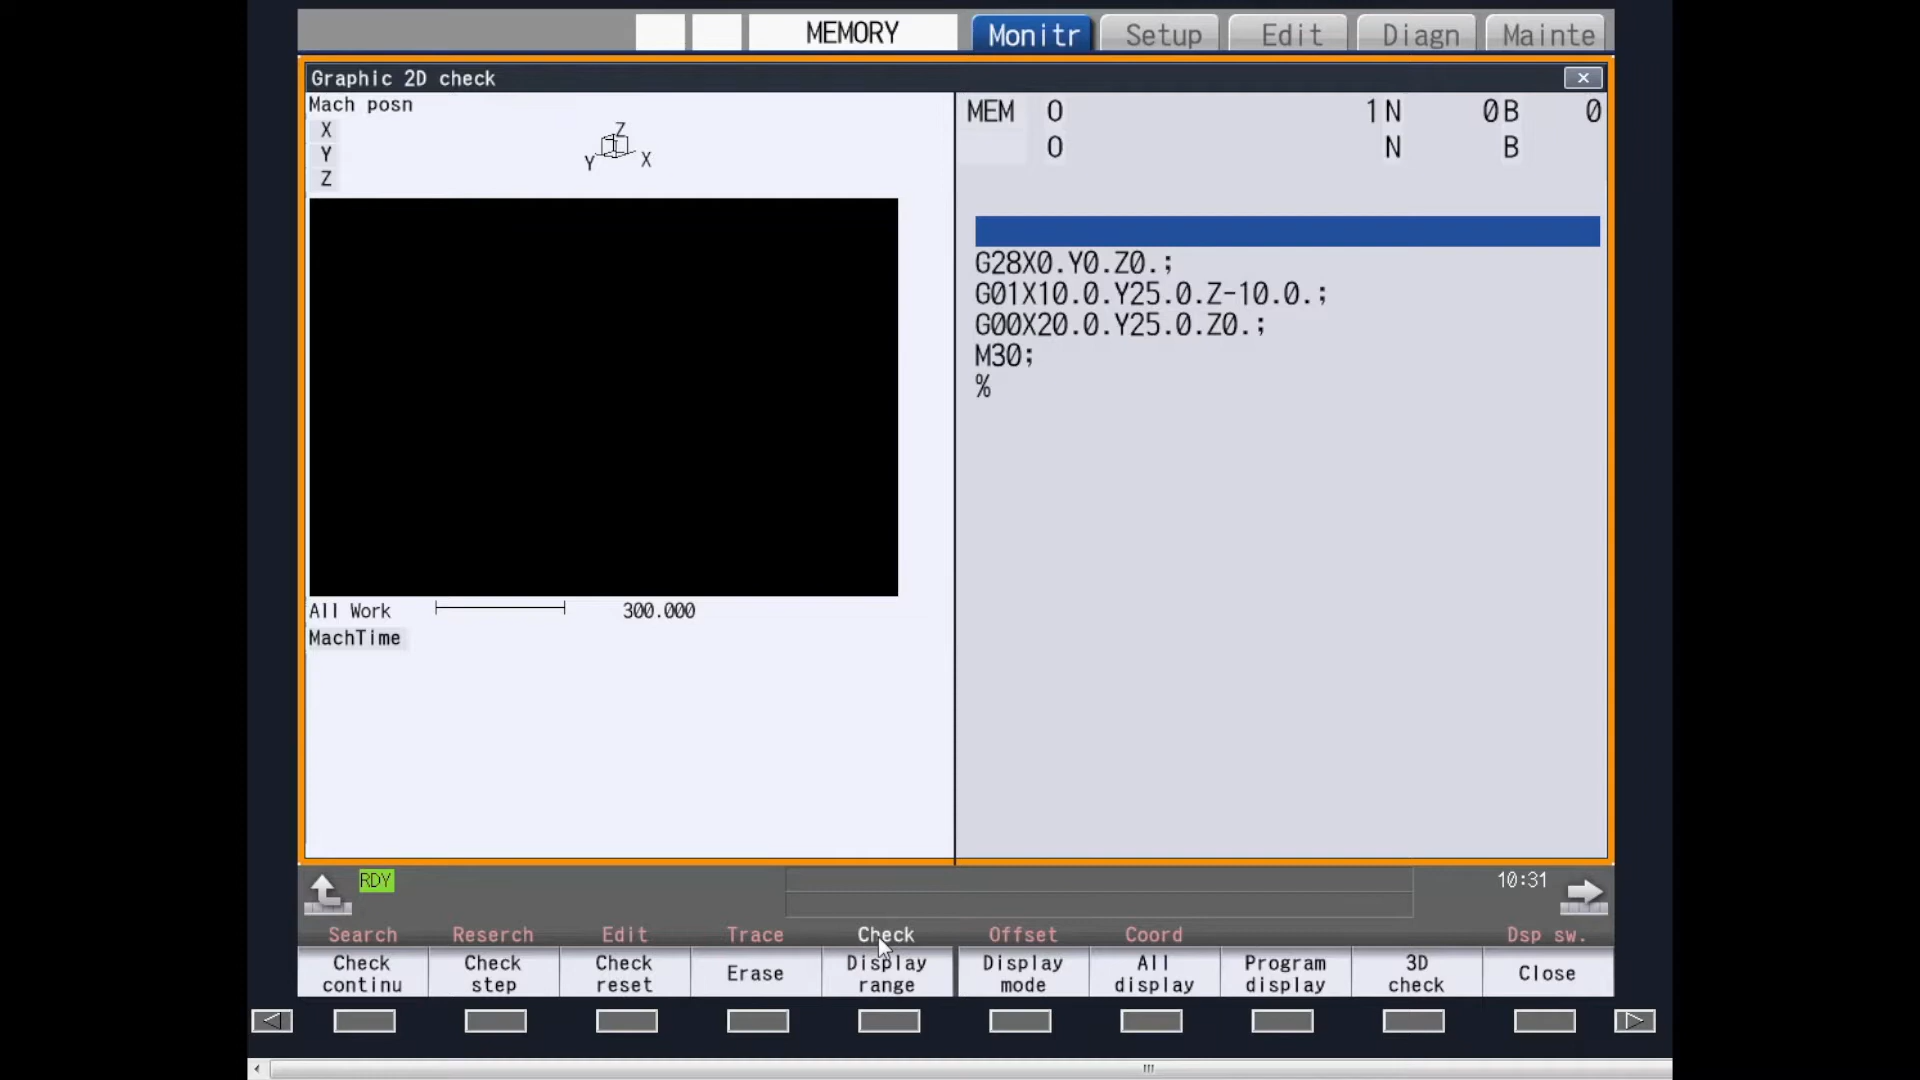 MEMORY Monitr Setup Edit Diagn Mainte
Graphic 2D check
Mach posn
X
Y
Z
Z
Y X
MEM O 1 N 0 B 0
O N B
G28X0.Y0.Z0.;
G01X10.0.Y25.0.Z-10.0.;
G00X20.0.Y25.0.Z0.;
M30;
%
All Work 300.000
MachTime
RDY 10:31
Search Reserch Edit Trace Check Offset Coord Dsp sw.
Check continu
Check step
Check reset
Erase
Display range
Display mode
All display
Program display
3D check
Close